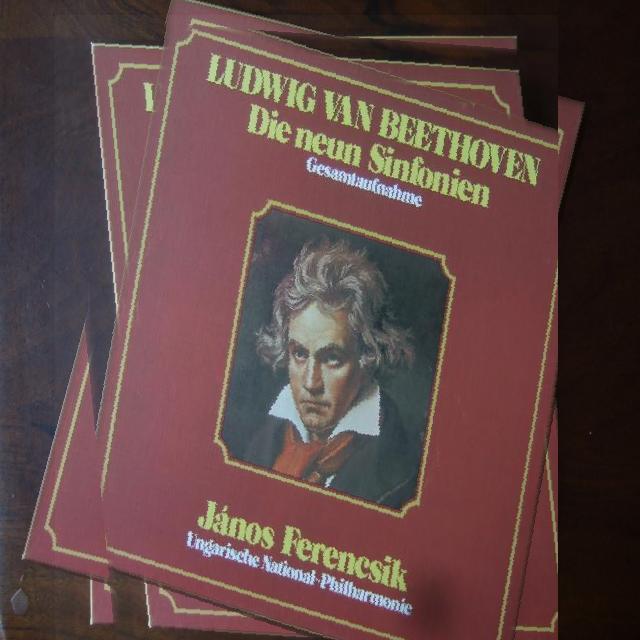 LUDWIG VAN BEETHOVEN
Die neun Sinfonien
Gesamtaufnahme
János Ferencsik
Ungarische National-Philharmonie